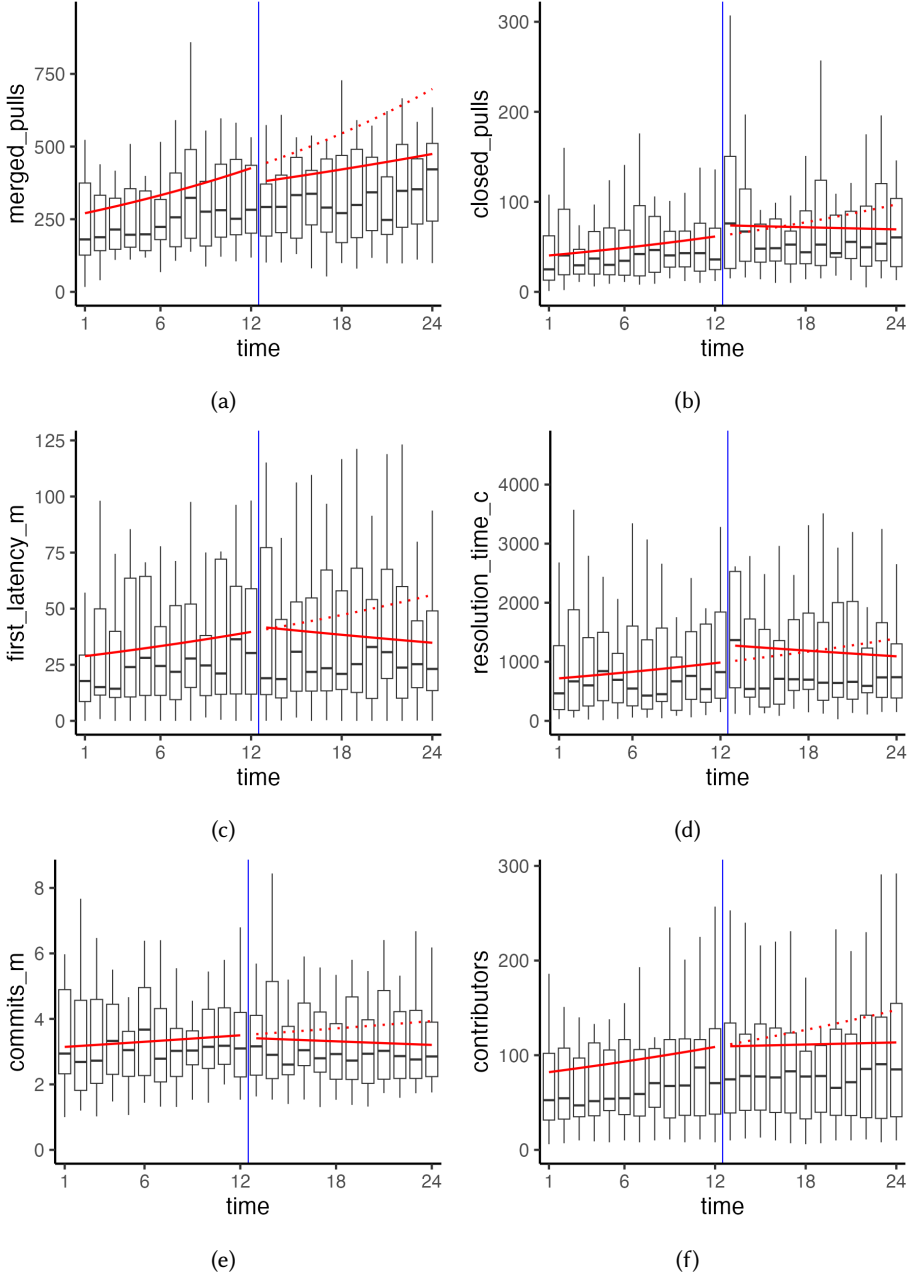 merged_pulls
750
500
250
0
1 6 12 18 24
time
(a)
closed_pulls
300
200
100
0
1 6 12 18 24
time
(b)
first_latency_m
125
100
75
50
25
0
1 6 12 18 24
time
(c)
resolution_time_c
4000
3000
2000
1000
0
1 6 12 18 24
time
(d)
commits_m
8
6
4
2
0
1 6 12 18 24
time
(e)
contributors
300
200
100
0
1 6 12 18 24
time
(f)